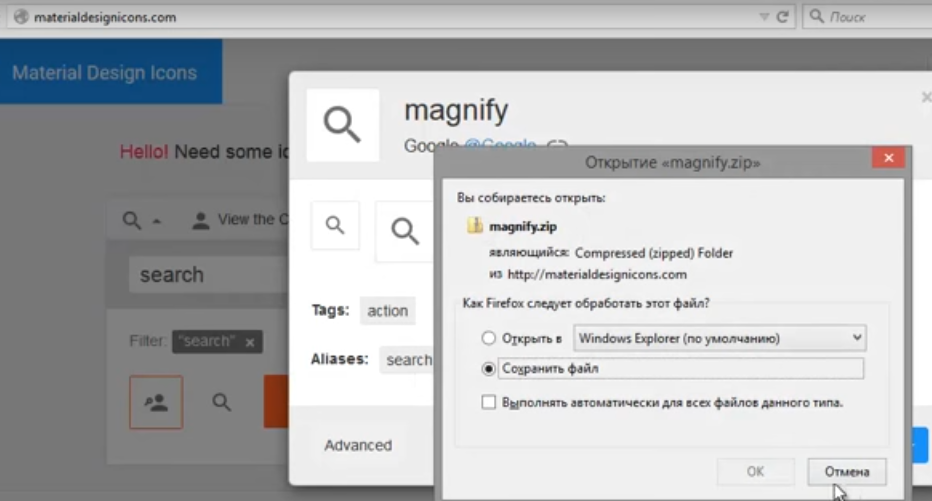 materialdesignicons.com
Поиск
Material Design Icons
magnify
Google @Google
Hello! Need some
View the
search
Filter: "search" x
Tags: action
Aliases: search
Advanced
Открытие «magnify.zip»
Вы собираетесь открыть:
magnify.zip
являющийся: Compressed (zipped) Folder
из http://materialdesignicons.com
Как Firefox следует обработать этот файл?
Открыть в Windows Explorer (по умолчанию)
Сохранить файл
Выполнять автоматически для всех файлов данного типа.
OK Отмена